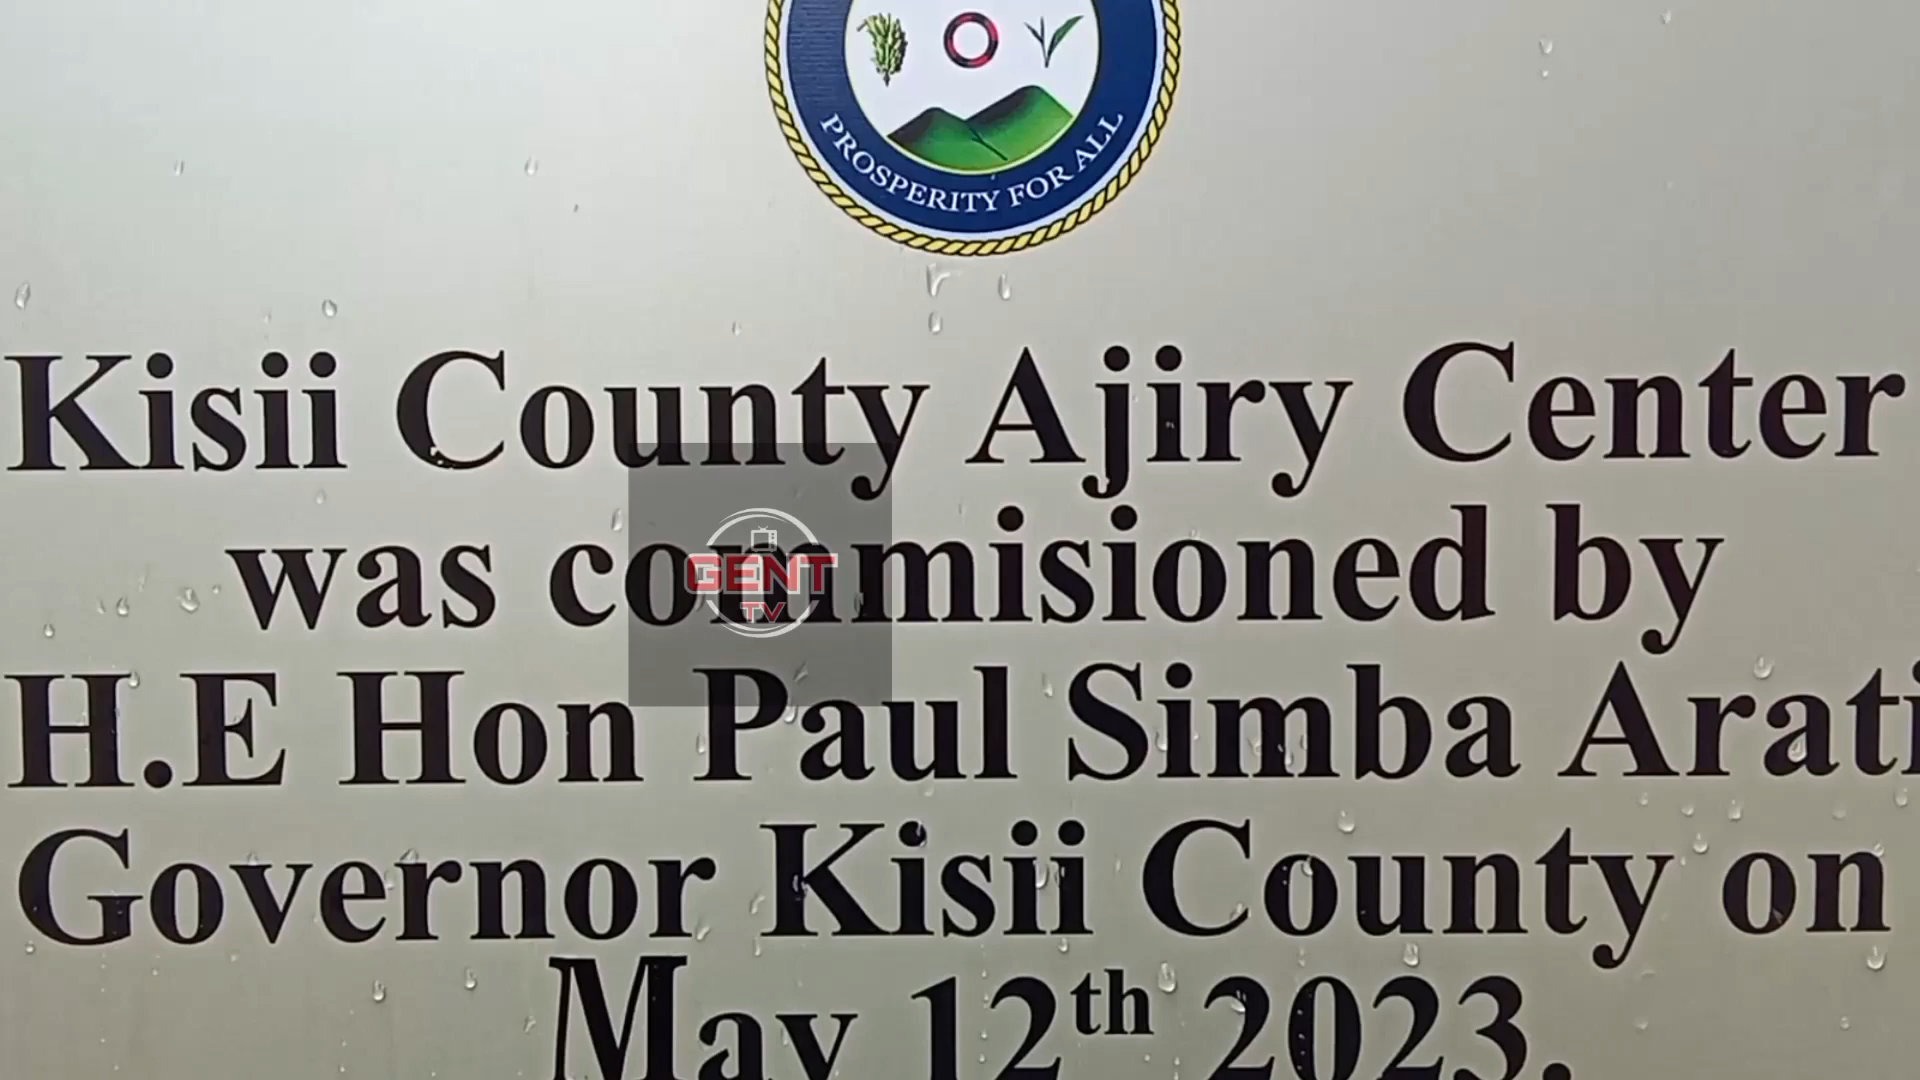 PROSPERITY FOR ALL
Kisii County Ajiry Center
was commisioned by
H.E Hon Paul Simba Arati
Governor Kisii County on
May 12th 2023.
GENT
TV